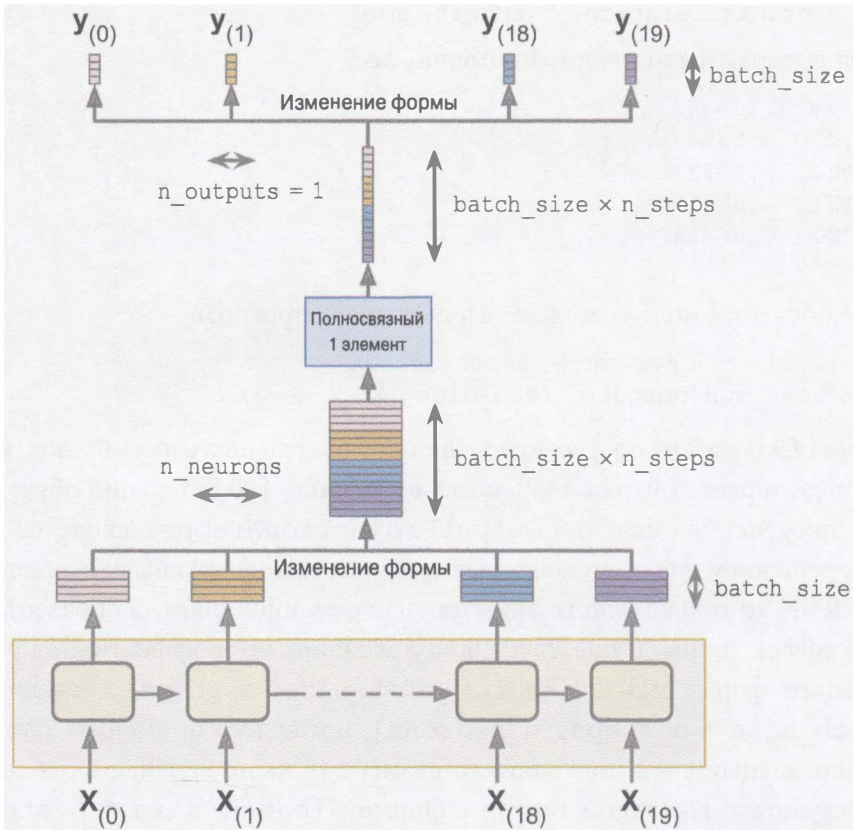 y(0) y(1) y(18) y(19)
batch_size
Изменение формы
n_outputs = 1
batch_size × n_steps
Полносвязный
1 элемент
n_neurons
batch_size × n_steps
Изменение формы
batch_size
x(0) x(1) x(18) x(19)